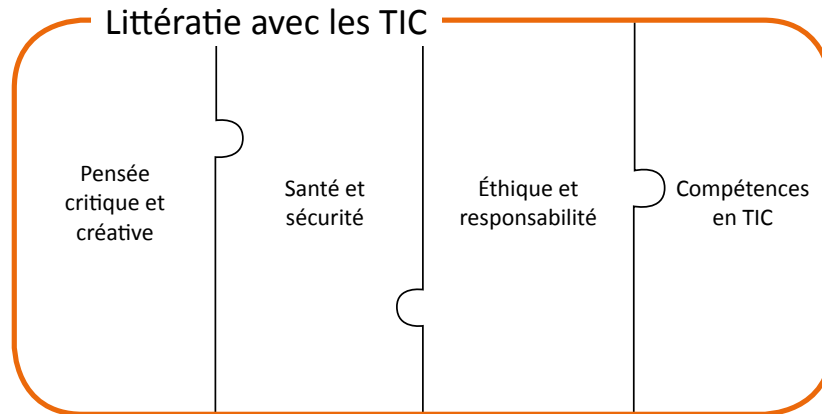 Littératie avec les TIC
Pensée
critique et
créative
Santé et
sécurité
Éthique et
responsabilité
Compétences
en TIC